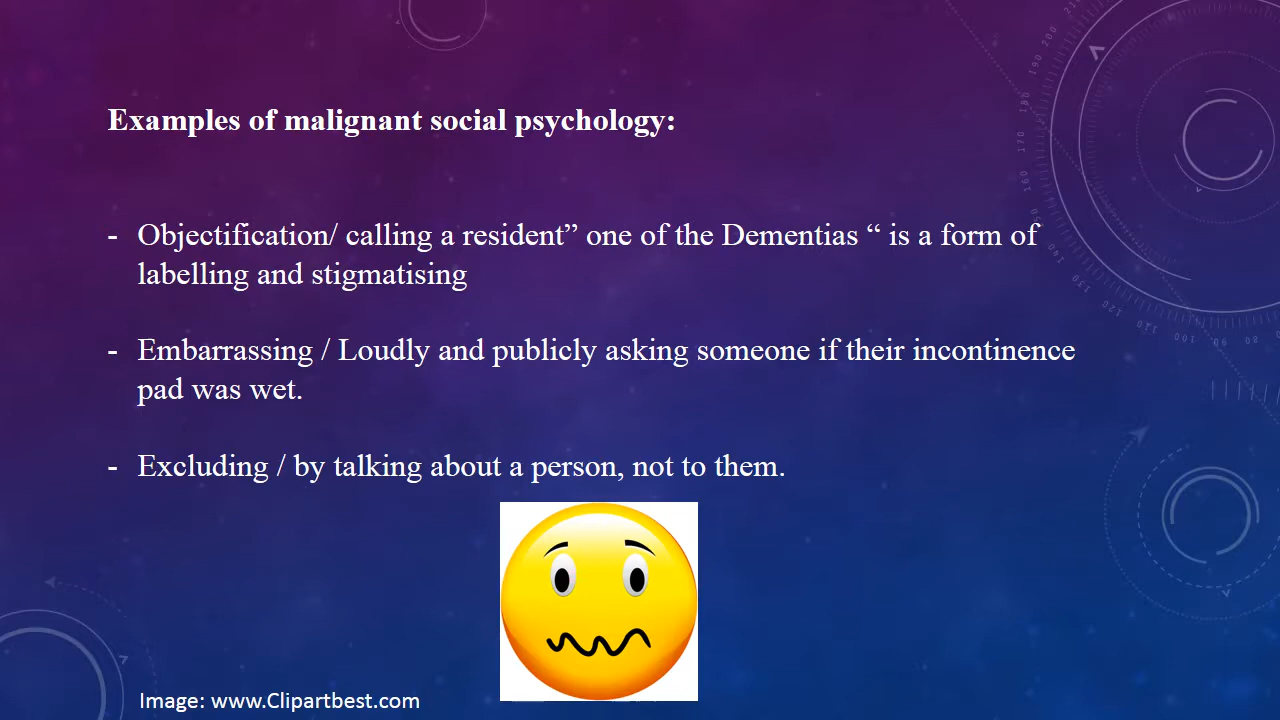 Examples of malignant social psychology:
- Objectification/ calling a resident” one of the Dementias “ is a form of
labelling and stigmatising
- Embarrassing / Loudly and publicly asking someone if their incontinence
pad was wet.
- Excluding / by talking about a person, not to them.
Image: www.Clipartbest.com